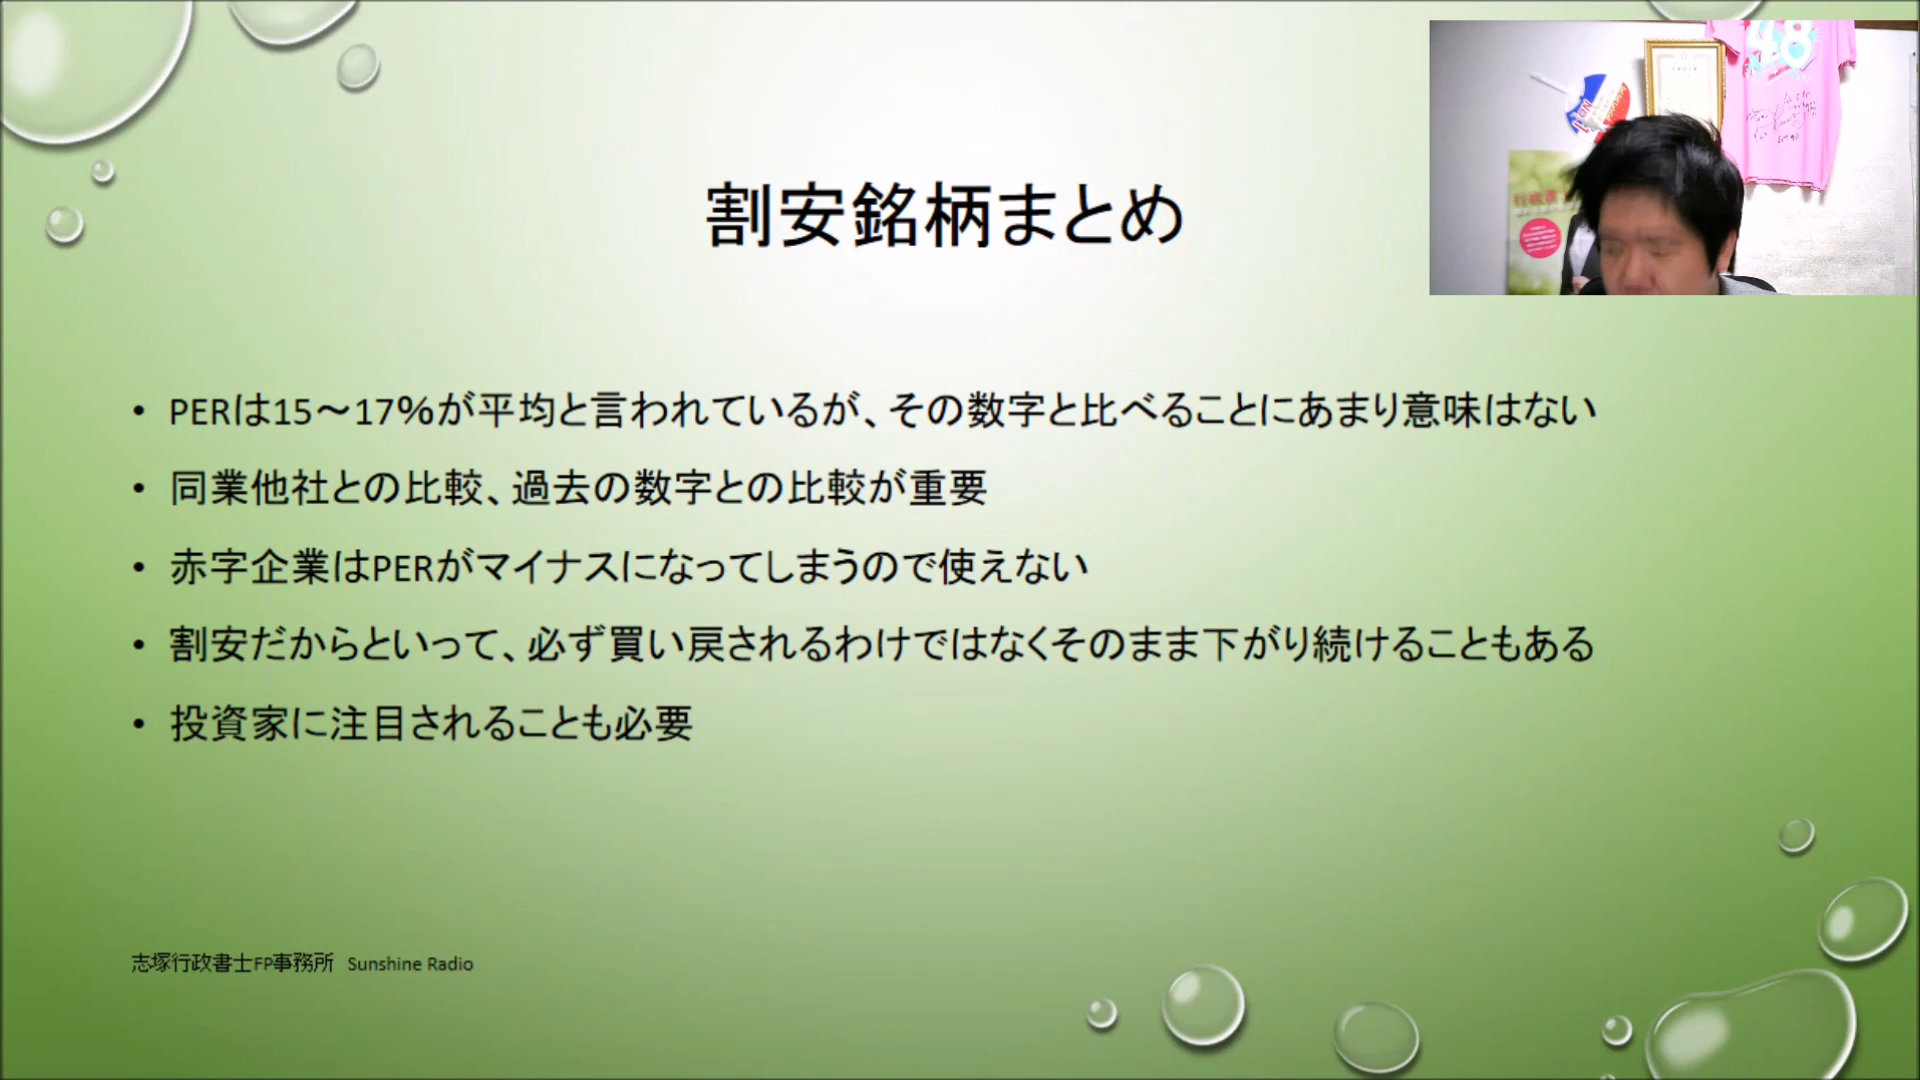 割安銘柄まとめ
48
行政書
• PERは15～17%が平均と言われているが、その数字と比べることにあまり意味はない
• 同業他社との比較、過去の数字との比較が重要
• 赤字企業はPERがマイナスになってしまうので使えない
• 割安だからといって、必ず買い戻されるわけではなくそのまま下がり続けることもある
• 投資家に注目されることも必要
志塚行政書士FP事務所 Sunshine Radio